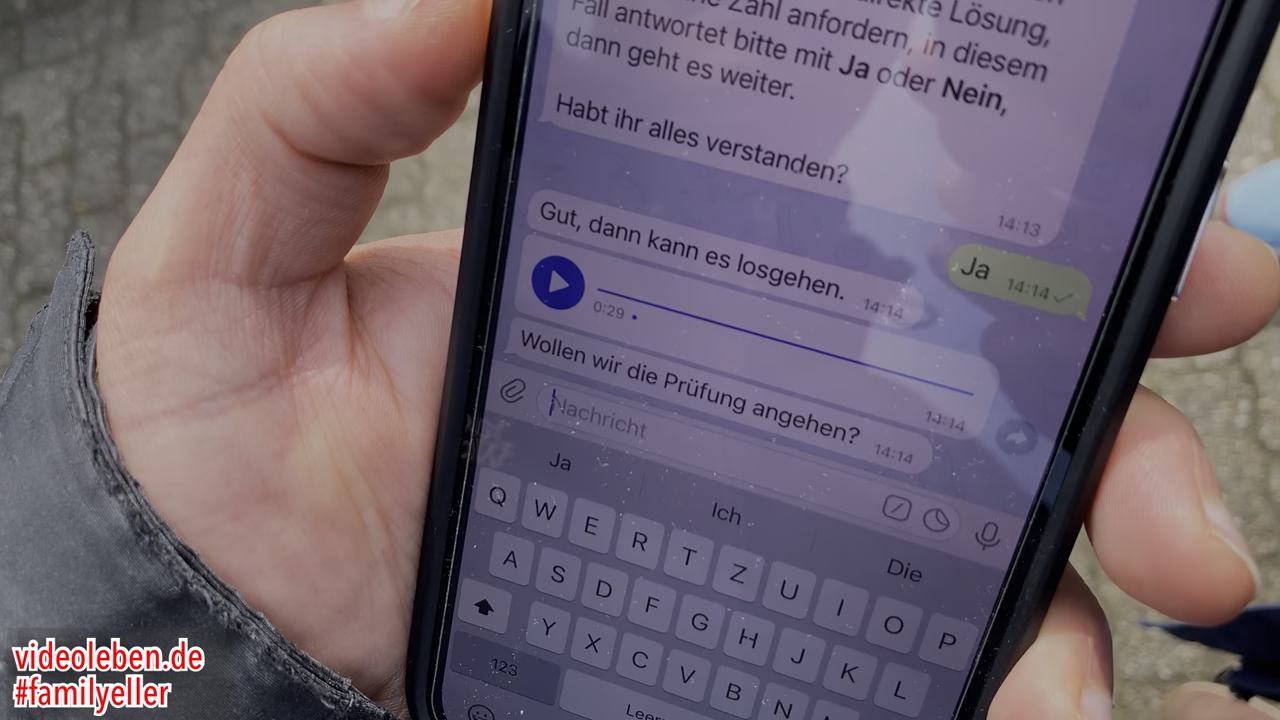 direkte Lösung,
Zahl anfordern, in diesem
Fall antwortet bitte mit Ja oder Nein,
dann geht es weiter.
Habt ihr alles verstanden?
14:13
Ja 14:14
Gut, dann kann es losgehen. 14:14
0:29
14:14
Wollen wir die Prüfung angehen? 14:14
Nachricht
Ja Ich Die
Q W E R T Z U I O P
A S D F G H J K L
Y X C V B N
123
videoleben.de
#familyeller